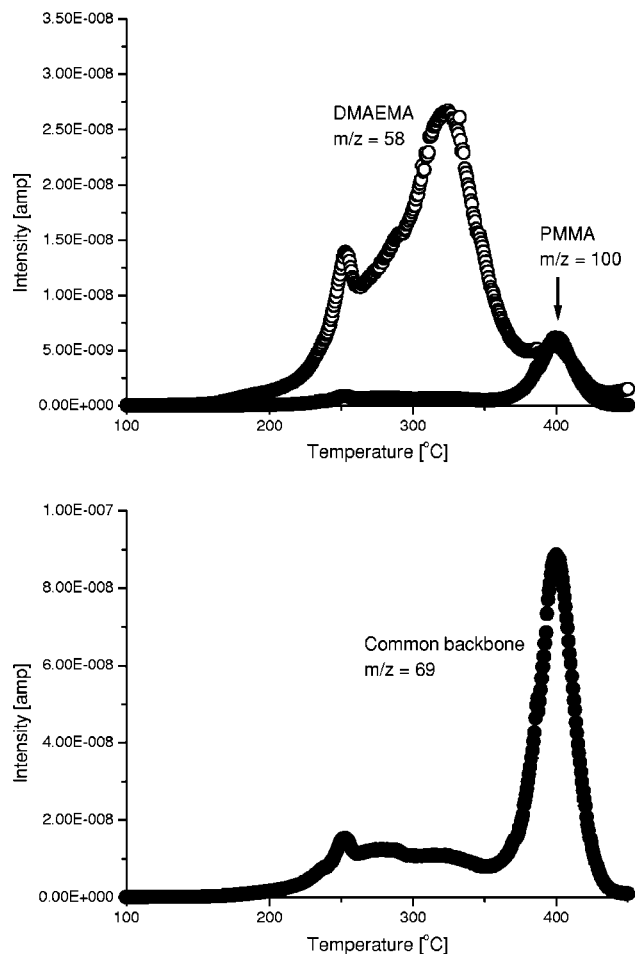 3.50E-008
3.00E-008
2.50E-008
2.00E-008
1.50E-008
1.00E-008
5.00E-009
0.00E+000
Intensity [amp]
DMAEMA
m/z = 58
PMMA
m/z = 100
100
200
300
400
Temperature [°C]
1.00E-007
8.00E-008
6.00E-008
4.00E-008
2.00E-008
0.00E+000
Intensity [amp]
Common backbone
m/z = 69
100
200
300
400
Temperature [°C]